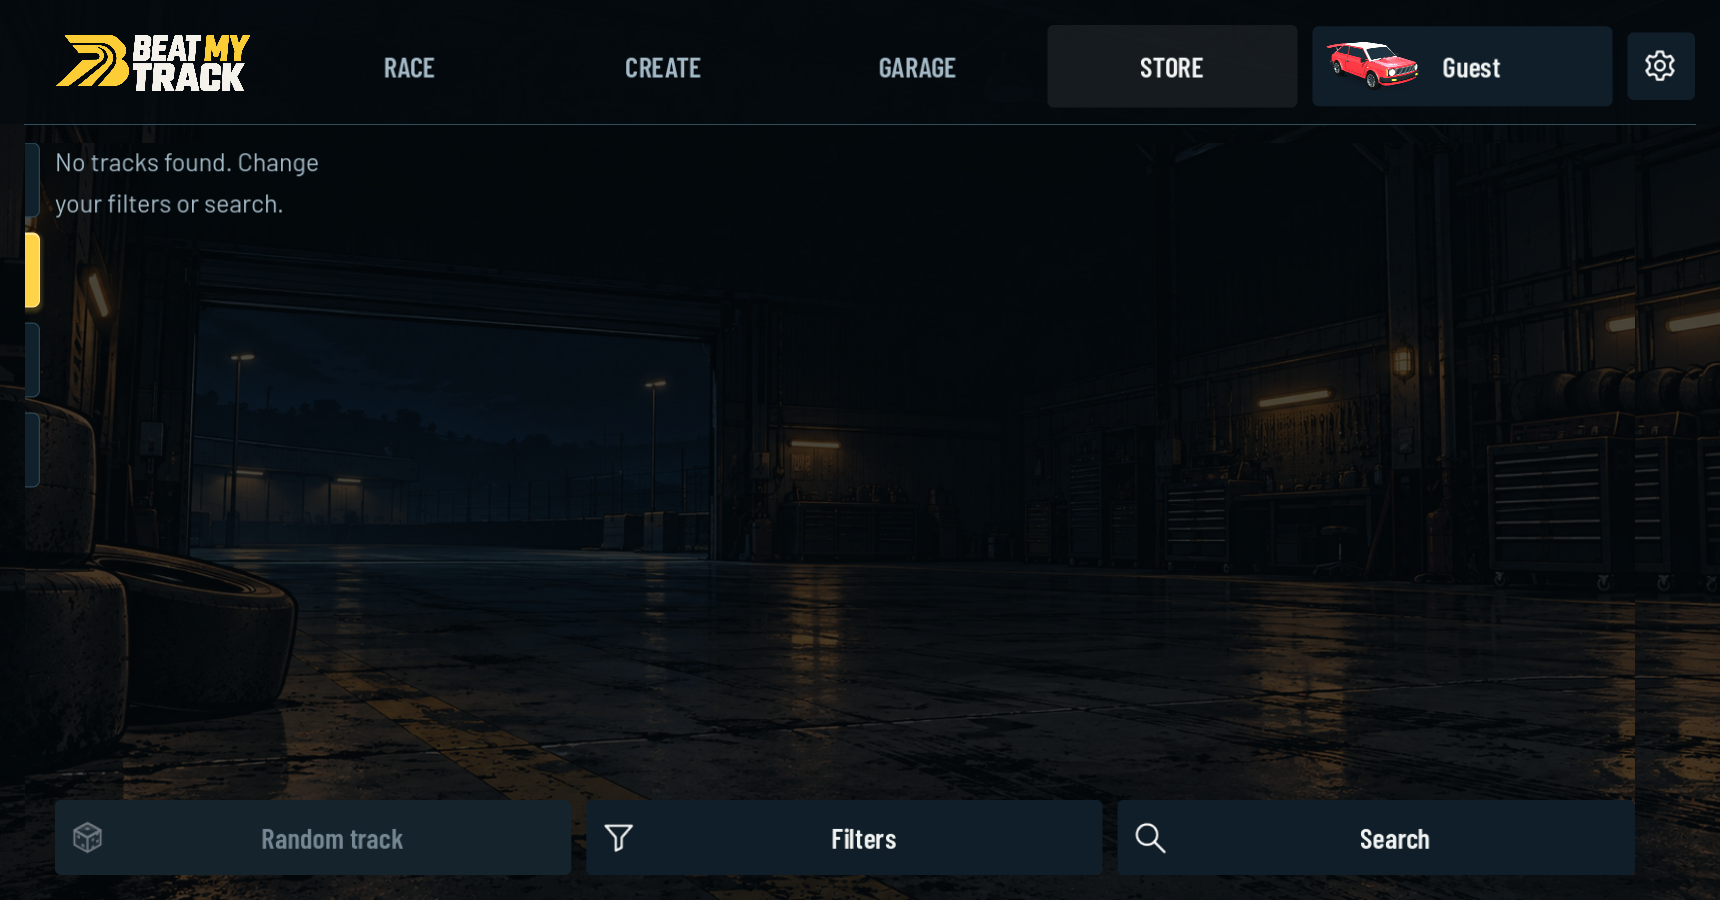 BEAT MY
TRACK
RACE
CREATE
GARAGE
STORE
Guest
No tracks found. Change
your filters or search.
Random track
Filters
Search